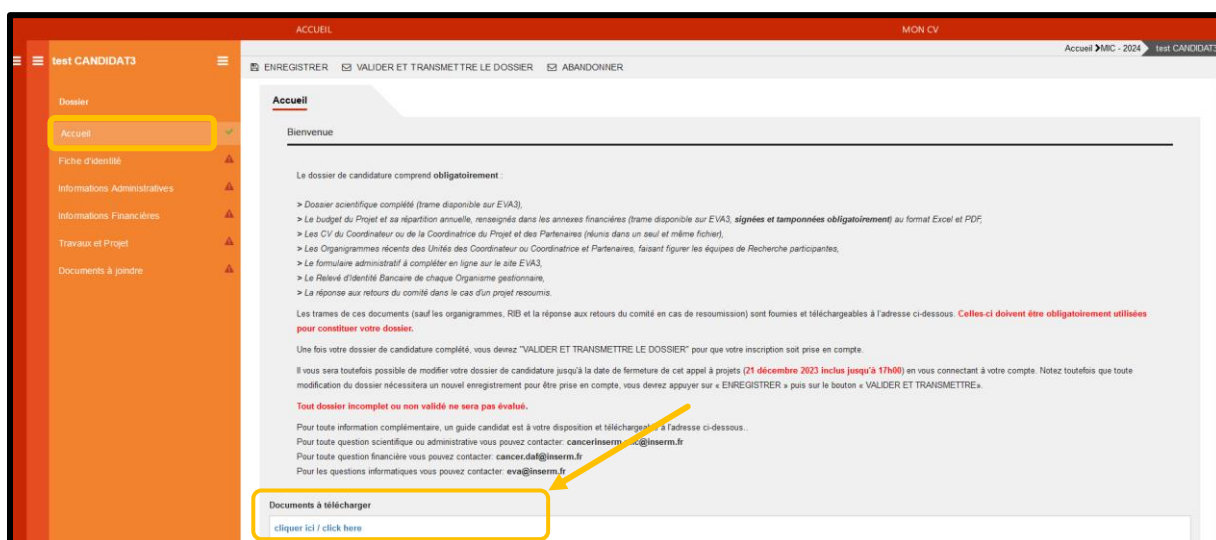 ACCUEIL MON CV
Accueil MIC - 2024 test CANDIDAT3
test CANDIDAT3
ENREGISTRER VALIDER ET TRANSMETTRE LE DOSSIER ABANDONNER
Dossier
Accueil
Fiche d'identité
Informations Administratives
Informations Financières
Travaux et Projet
Documents à joindre
Accueil
Bienvenue
Le dossier de candidature comprend obligatoirement :
> Dossier scientifique complété (trame disponible sur EVA3),
> Le budget du Projet et sa répartition annuelle, renseignés dans les annexes financières (trame disponible sur EVA3, signées et tamponnées obligatoirement) au format Excel et PDF,
> Les CV du Coordinateur ou de la Coordinatrice du Projet et des Partenaires (réunis dans un seul et même fichier),
> Les Organigrammes récents des Unités des Coordinateur ou Coordinatrice et Partenaires, faisant figurer les équipes de Recherche participantes,
> Le formulaire administratif à compléter en ligne sur le site EVA3,
> Le Relevé d'Identité Bancaire de chaque Organisme gestionnaire,
> La réponse aux retours du comité dans le cas d'un projet resoumis.
Les trames de ces documents (sauf les organigrammes, RIB et la réponse aux retours du comité en cas de resoumission) sont fournies et téléchargeables à l'adresse ci-dessous. Celles-ci doivent être obligatoirement utilisées
pour constituer votre dossier.
Une fois votre dossier de candidature complété, vous devrez "VALIDER ET TRANSMETTRE LE DOSSIER" pour que votre inscription soit prise en compte.
Il vous sera toutefois possible de modifier votre dossier de candidature jusqu'à la date de fermeture de cet appel à projets (21 décembre 2023 inclus jusqu'à 17h00) en vous connectant à votre compte. Notez toutefois que toute
modification du dossier nécessitera un nouvel enregistrement pour être prise en compte, vous devrez appuyer sur « ENREGISTRER » puis sur le bouton « VALIDER ET TRANSMETTRE».
Tout dossier incomplet ou non validé ne sera pas évalué.
Pour toute information complémentaire, un guide candidat est à votre disposition et téléchargeable à l'adresse ci-dessous..
Pour toute question scientifique ou administrative vous pouvez contacter:
Pour toute question financière vous pouvez contacter: cancer.daf@inserm.fr
Pour les questions informatiques vous pouvez contacter: eva@inserm.fr
Documents à télécharger
cliquer ici / click here